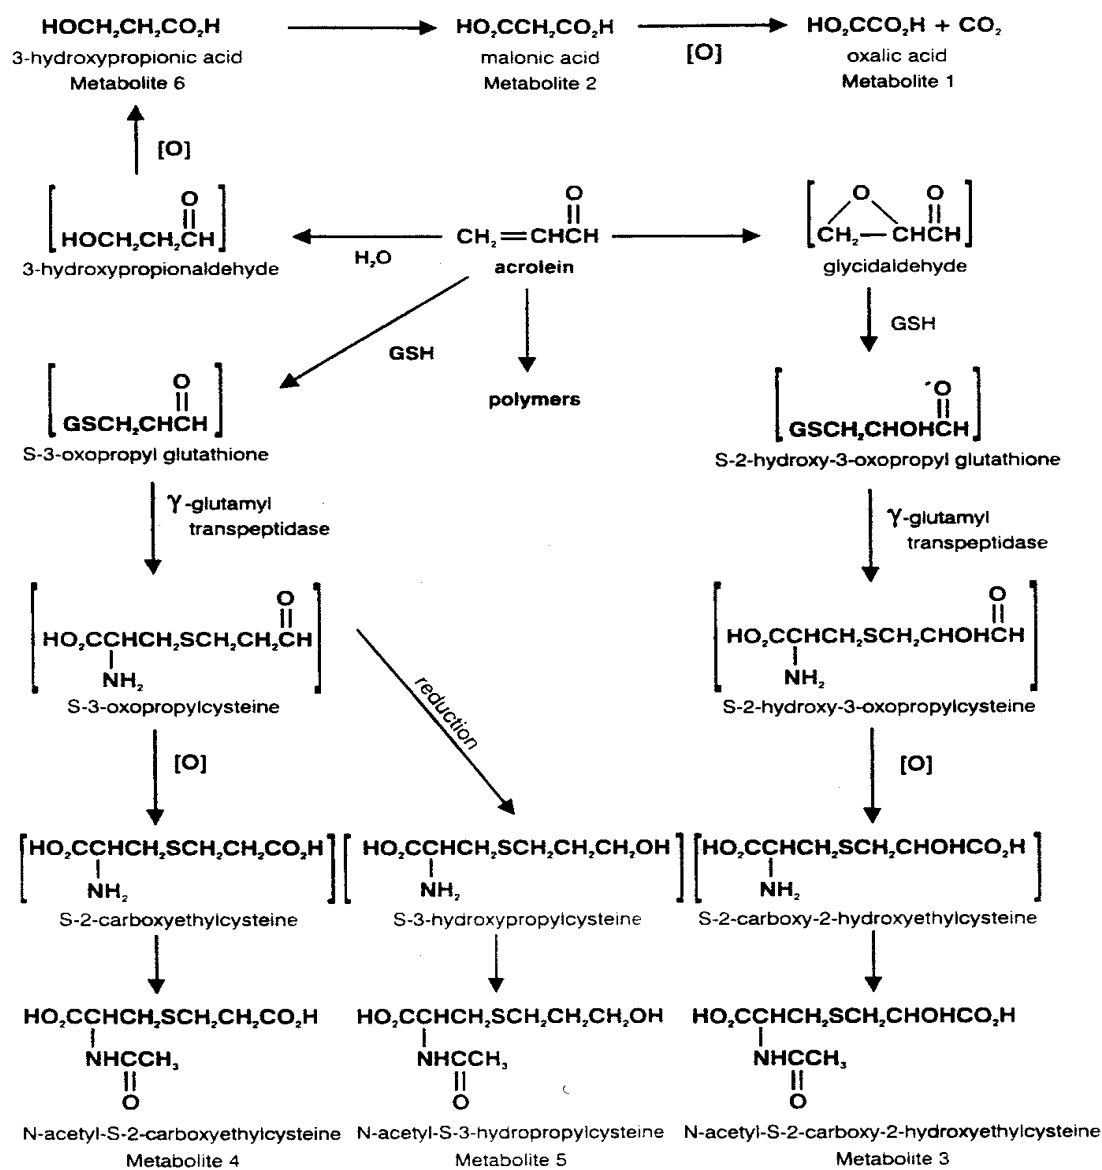 HOCH₂CH₂CO₂H
3-hydroxypropionic acid
Metabolite 6
HO₂CCH₂CO₂H
malonic acid
Metabolite 2
[O]
HO₂CCO₂H + CO₂
oxalic acid
Metabolite 1
[O]
O
HOCH₂CH₂CH
3-hydroxypropionaldehyde
H₂O
O
CH₂=CHCH
acrolein
O O
CH₂—CHCH
glycidaldehyde
GSH
GSH
polymers
O
GSCH₂CHCH
S-3-oxopropyl glutathione
O
GSCH₂CHOHCH
S-2-hydroxy-3-oxopropyl glutathione
γ-glutamyl
transpeptidase
γ-glutamyl
transpeptidase
O
HO₂CCHCH₂SCH₂CH₂CH
NH₂
S-3-oxopropylcysteine
reduction
O
HO₂CCHCH₂SCH₂CHOHCH
NH₂
S-2-hydroxy-3-oxopropylcysteine
[O]
[O]
HO₂CCHCH₂SCH₂CH₂CO₂H
NH₂
S-2-carboxyethylcysteine
HO₂CCHCH₂SCH₂CH₂CH₂OH
NH₂
S-3-hydroxypropylcysteine
HO₂CCHCH₂SCH₂CHOHCO₂H
NH₂
S-2-carboxy-2-hydroxyethylcysteine
HO₂CCHCH₂SCH₂CH₂CO₂H
NHCCH₃
O
N-acetyl-S-2-carboxyethylcysteine
Metabolite 4
HO₂CCHCH₂SCH₂CH₂CH₂OH
NHCCH₃
O
N-acetyl-S-3-hydropropylcysteine
Metabolite 5
HO₂CCHCH₂SCH₂CHOHCO₂H
NHCCH₃
O
N-acetyl-S-2-carboxy-2-hydroxyethylcysteine
Metabolite 3